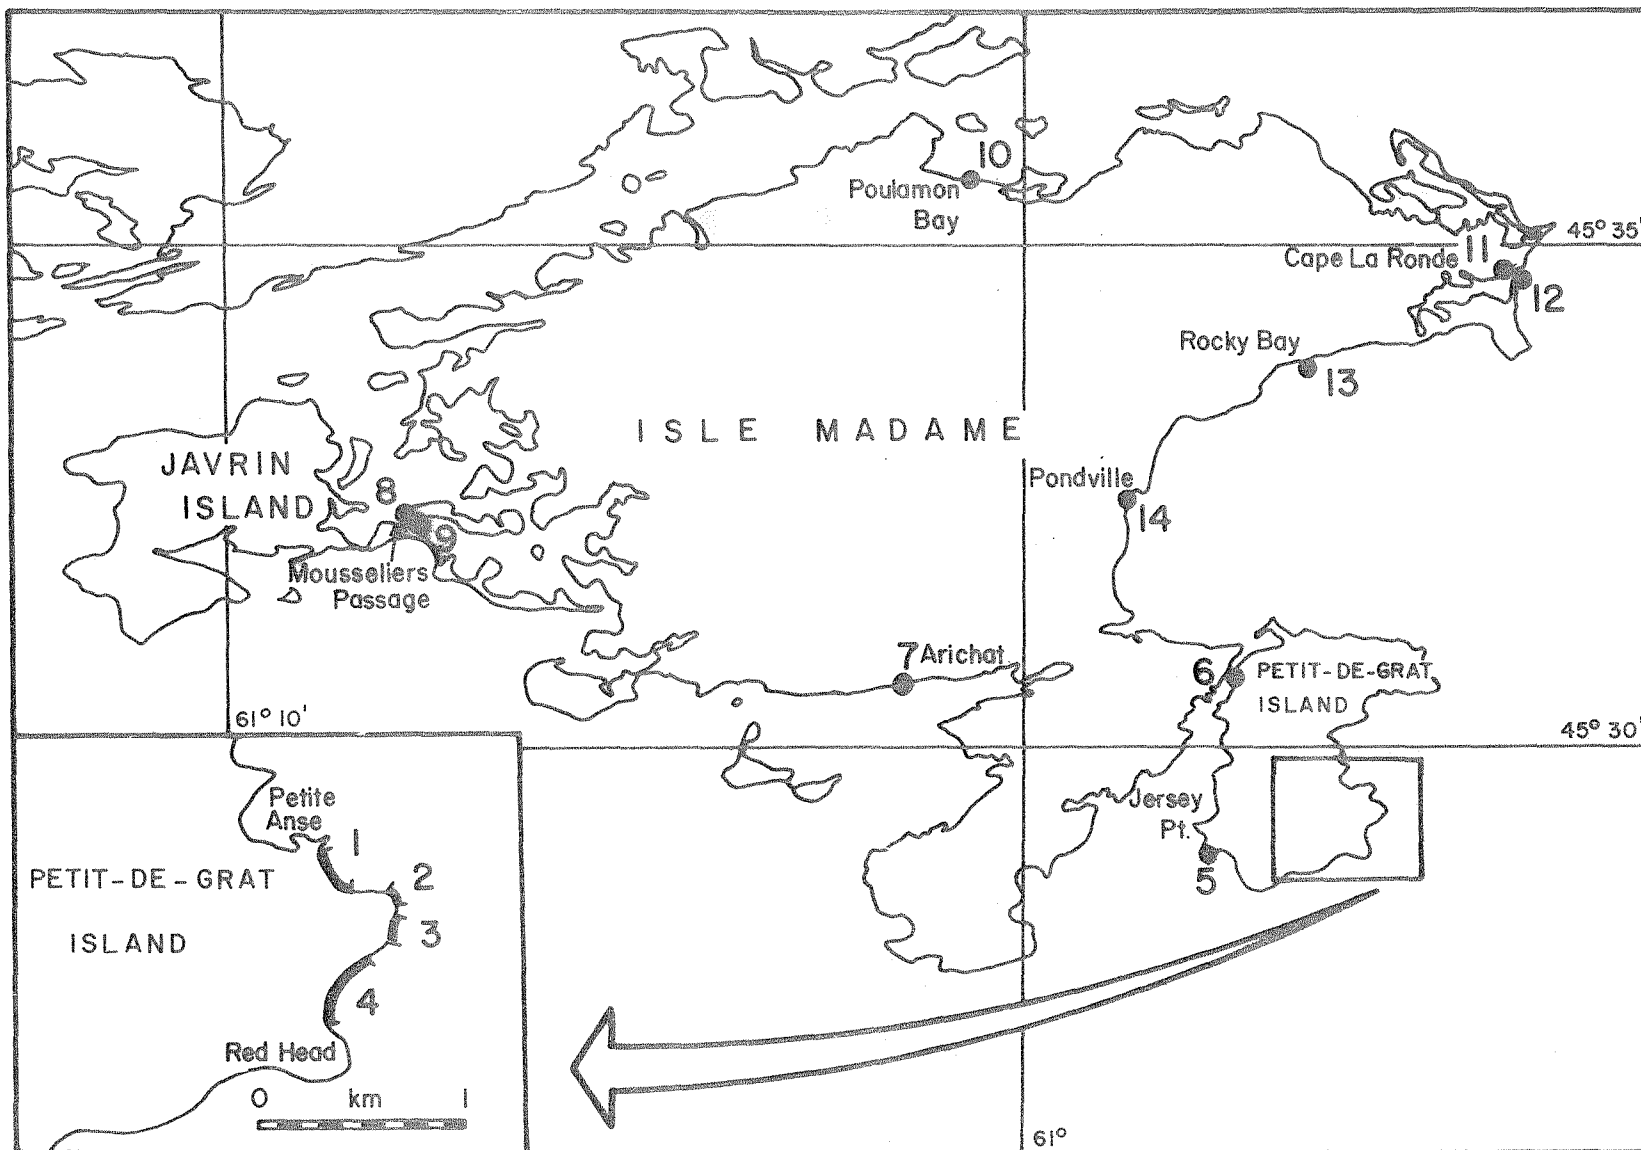 10
Poulamon
Bay
45° 35'
11
Cape La Ronde
12
Rocky Bay
13
ISLE MADAME
JAVRIN
ISLAND
8
9
Mousseliers
Passage
Pondville
14
7 Arichat
6
PETIT-DE-GRAT
ISLAND
61° 10'
45° 30'
Jersey
Pt.
5
Petite
Anse
1
2
PETIT-DE-GRAT
3
ISLAND
4
Red Head
0 km 1
61°